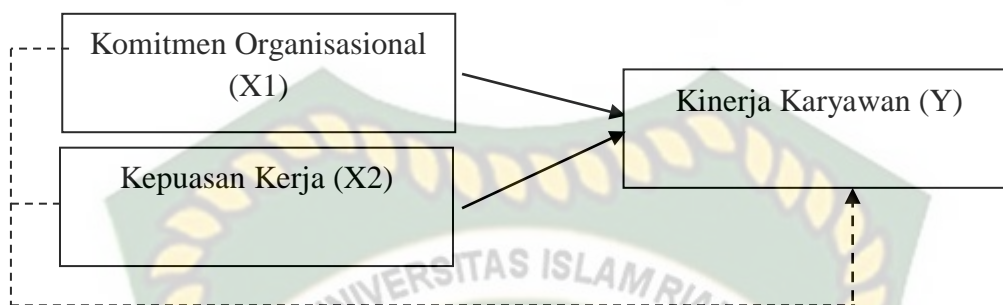 Komitmen Organisasional
(X1)
Kinerja Karyawan (Y)
Kepuasan Kerja (X2)
UNIVERSITAS ISLAM RIAU